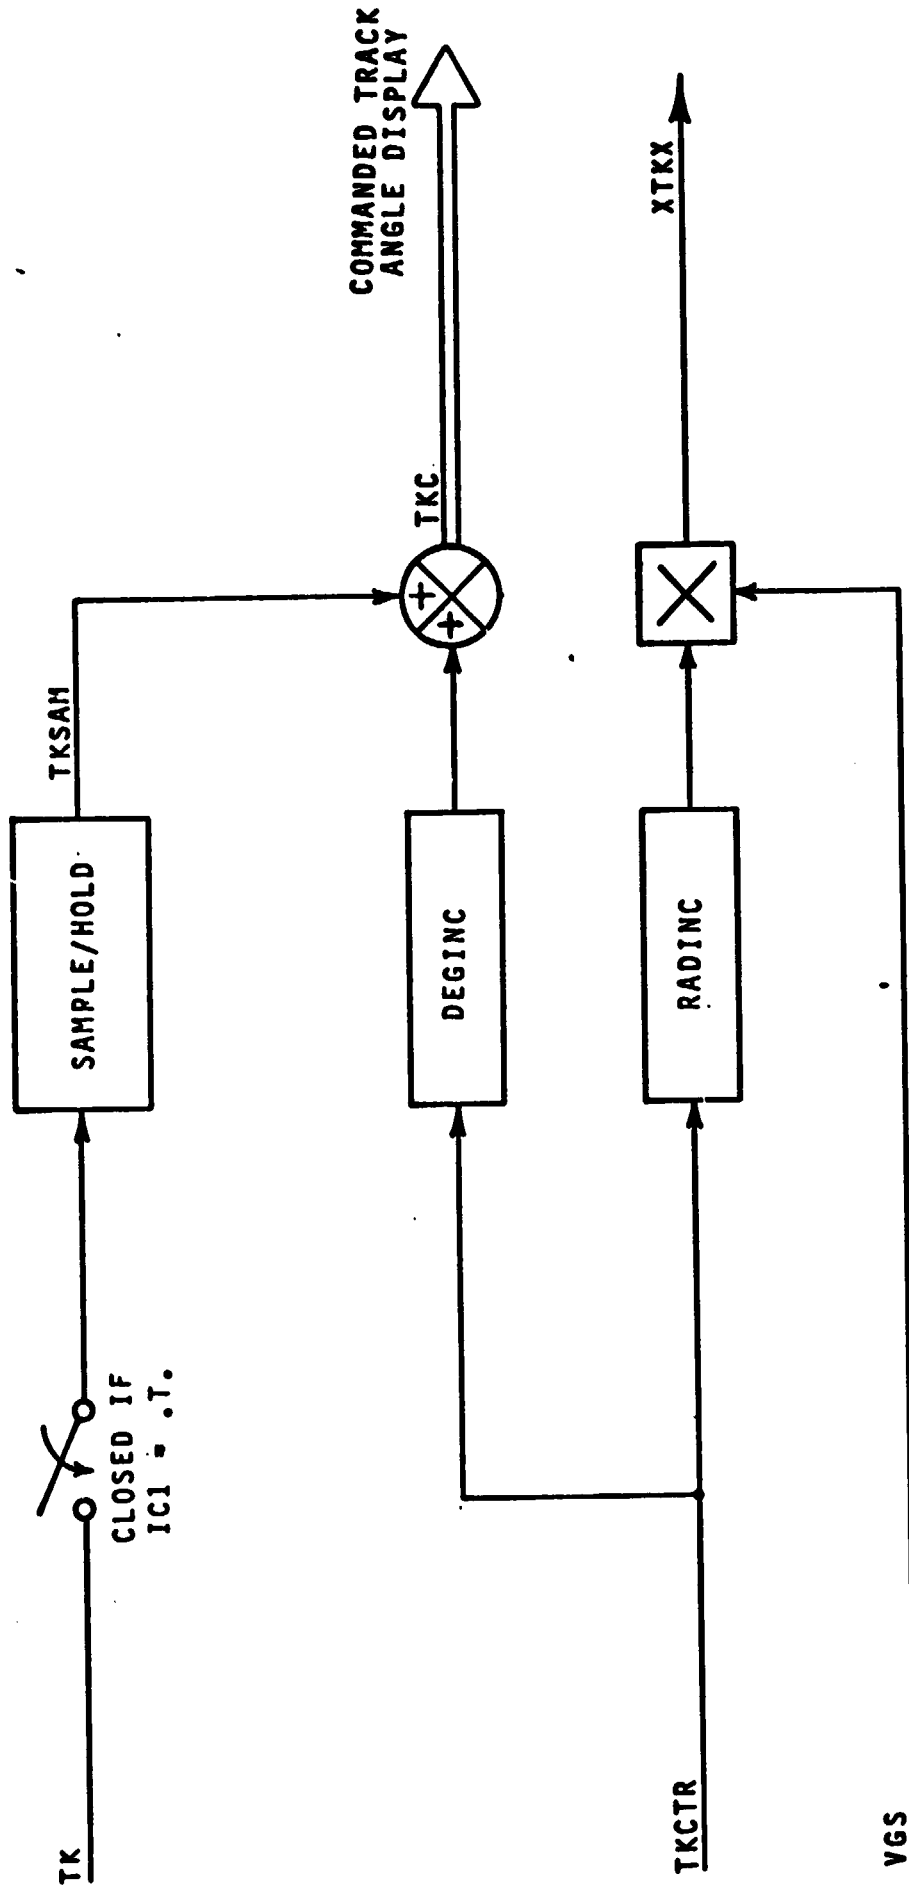 TK
CLOSED IF
IC1 = .T.
SAMPLE/HOLD
TKSAM
COMMANDED TRACK
ANGLE DISPLAY
TKC
+
+
DEGINC
TKCTR
RADINC
XTKX
VGS